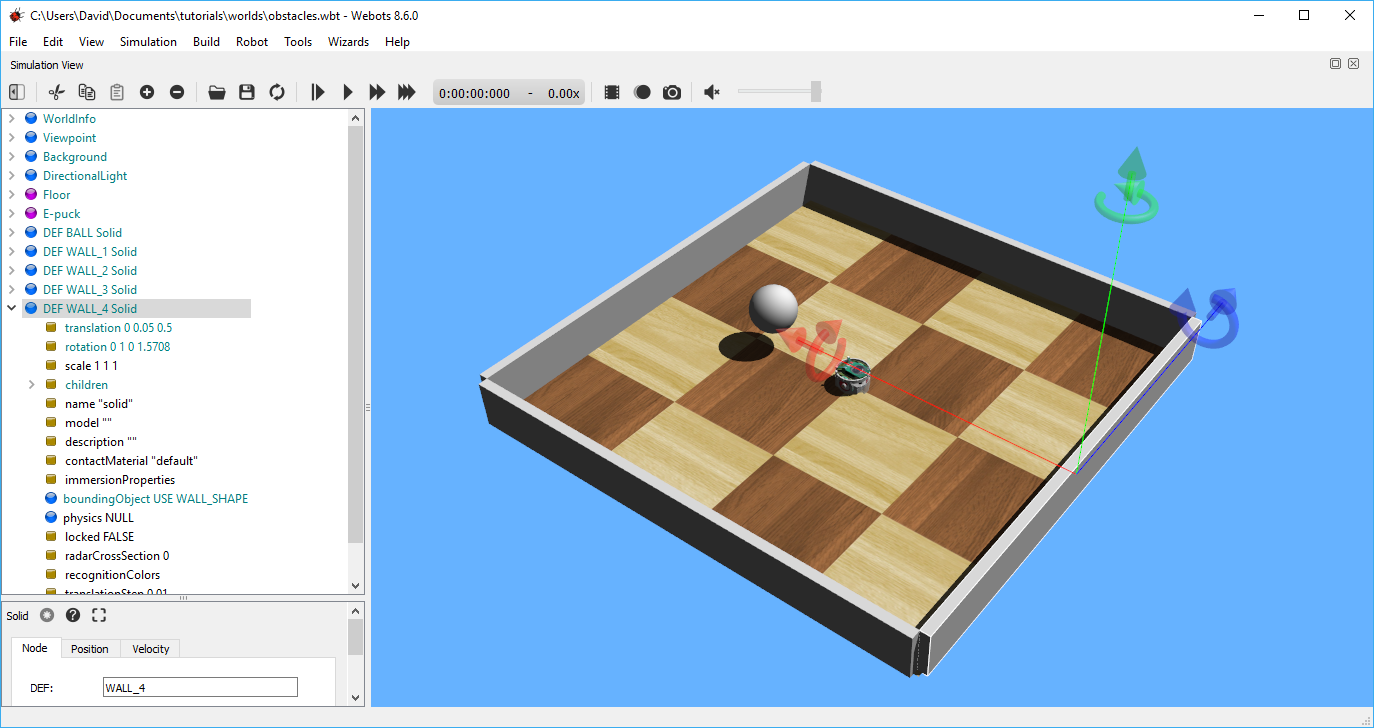 C:\Users\David\Documents\tutorials\worlds\obstacles.wbt - Webots 8.6.0
File Edit View Simulation Build Robot Tools Wizards Help
Simulation View
0:00:00:000 - 0.00x
WorldInfo
Viewpoint
Background
DirectionalLight
Floor
E-puck
DEF BALL Solid
DEF WALL_1 Solid
DEF WALL_2 Solid
DEF WALL_3 Solid
DEF WALL_4 Solid
translation 0 0.05 0.5
rotation 0 1 0 1.5708
scale 1 1 1
children
name "solid"
model ""
description ""
contactMaterial "default"
immersionProperties
boundingObject USE WALL_SHAPE
physics NULL
locked FALSE
radarCrossSection 0
recognitionColors
translationStep 0.01
Solid
Node Position Velocity
DEF: WALL_4